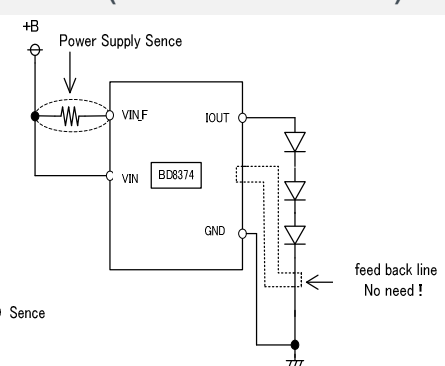 +B
Power Supply Sence
VIN_F
IOUT
VIN
BD8374
GND
feed back line
No need !
Sence